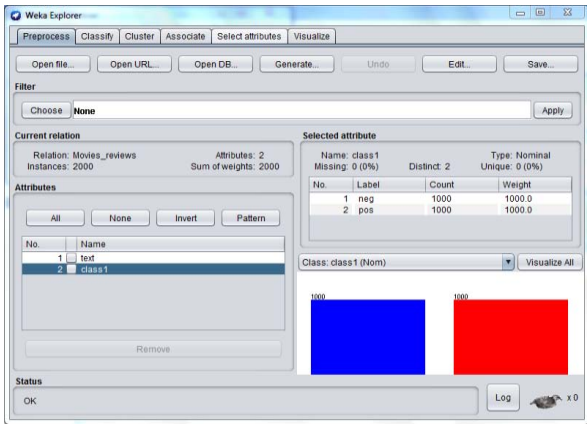 Weka Explorer
Preprocess Classify Cluster Associate Select attributes Visualize
Open file... Open URL... Open DB... Generate... Undo Edit... Save...
Filter
Choose None Apply
Current relation
Relation: Movies_reviews Attributes: 2
Instances: 2000 Sum of weights: 2000
Attributes
All None Invert Pattern
No. Name
1 text
2 class1
Remove
Selected attribute
Name: class1 Type: Nominal
Missing: 0 (0%) Distinct: 2 Unique: 0 (0%)
No. Label Count Weight
1 neg 1000 1000.0
2 pos 1000 1000.0
Class: class1 (Nom) Visualize All
1000 1000
Status
OK Log x 0